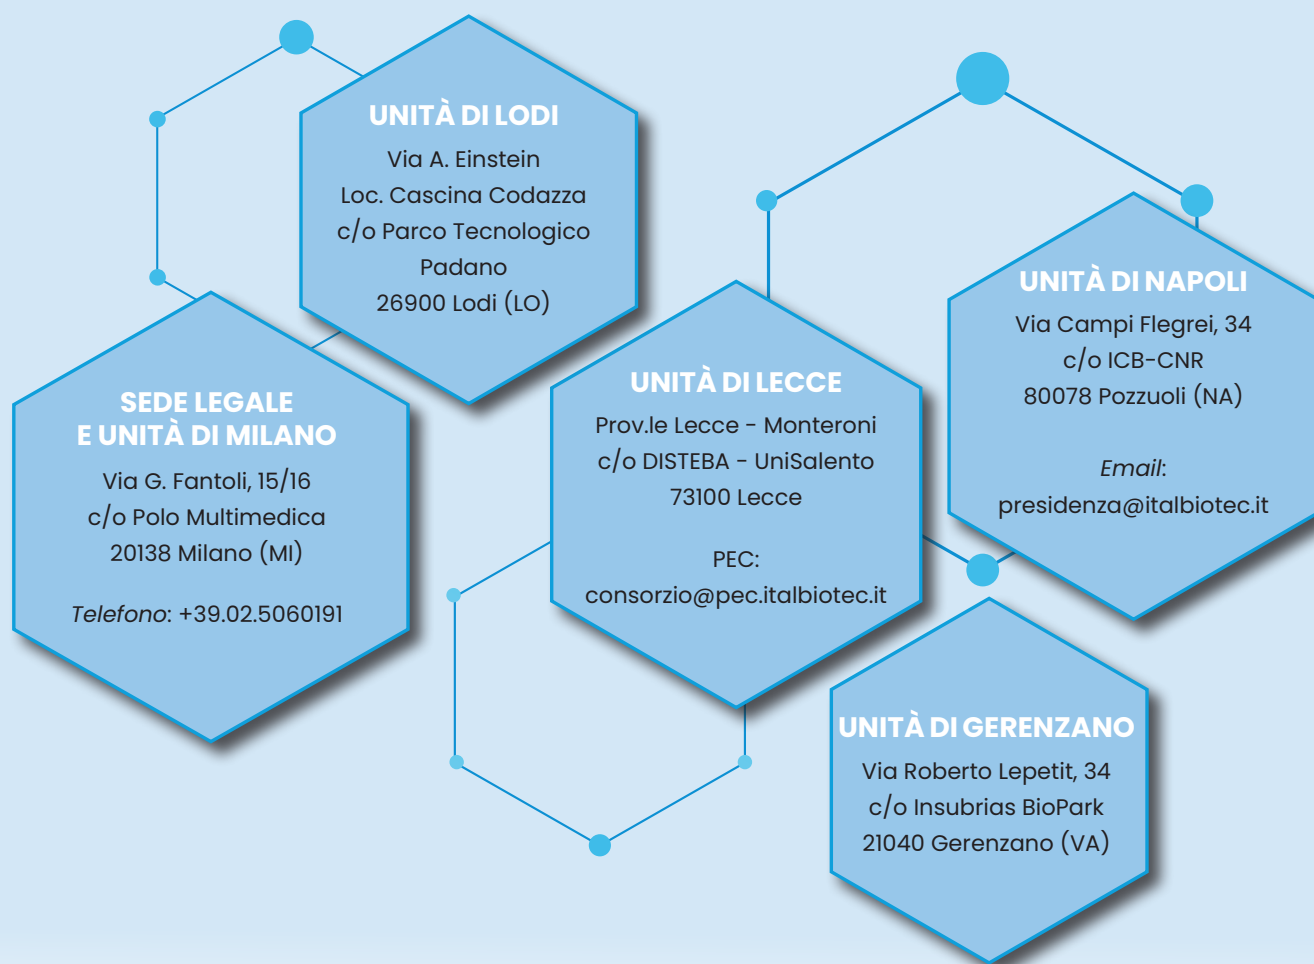 UNITÀ DI LODI
Via A. Einstein
Loc. Cascina Codazza
c/o Parco Tecnologico
Padano
26900 Lodi (LO)
SEDE LEGALE
E UNITÀ DI MILANO
Via G. Fantoli, 15/16
c/o Polo Multimedica
20138 Milano (MI)
Telefono: +39.02.5060191
UNITÀ DI LECCE
Prov.le Lecce - Monteroni
c/o DISTEBA - UniSalento
73100 Lecce
PEC:
consorzio@pec.italbiotec.it
UNITÀ DI NAPOLI
Via Campi Flegrei, 34
c/o ICB-CNR
80078 Pozzuoli (NA)
Email:
presidenza@italbiotec.it
UNITÀ DI GERENZANO
Via Roberto Lepetit, 34
c/o Insubrias BioPark
21040 Gerenzano (VA)